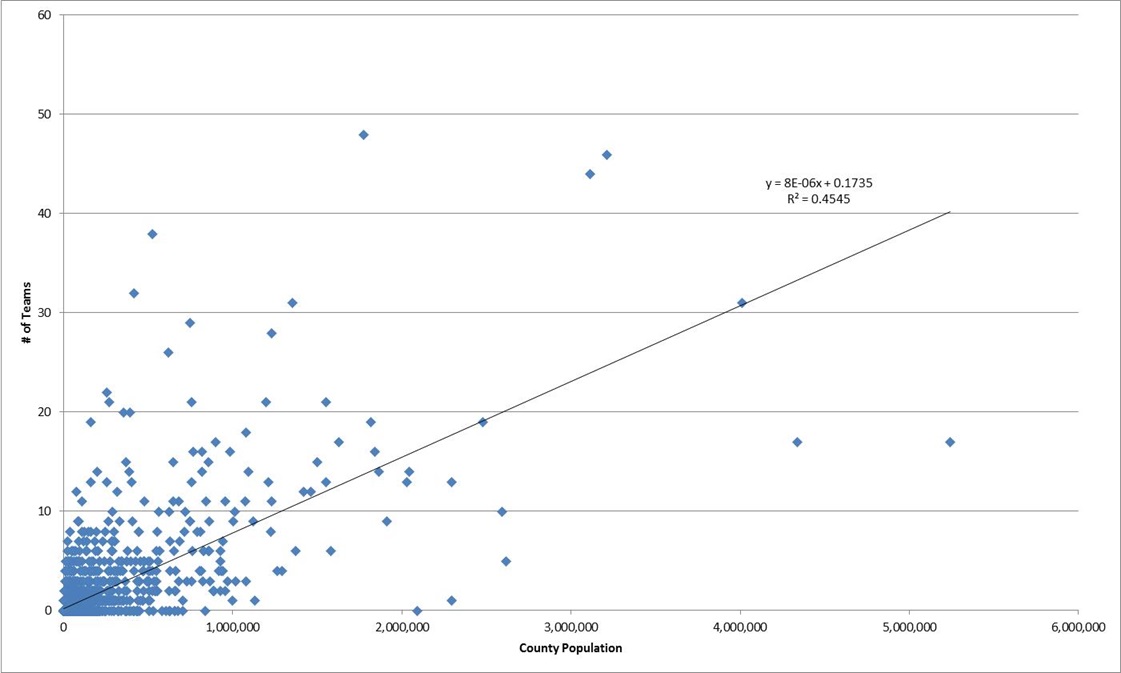 60
50
40
30
20
10
0
# of Teams
y = 8E-06x + 0.1735
R² = 0.4545
0 1,000,000 2,000,000 3,000,000 4,000,000 5,000,000 6,000,000
County Population